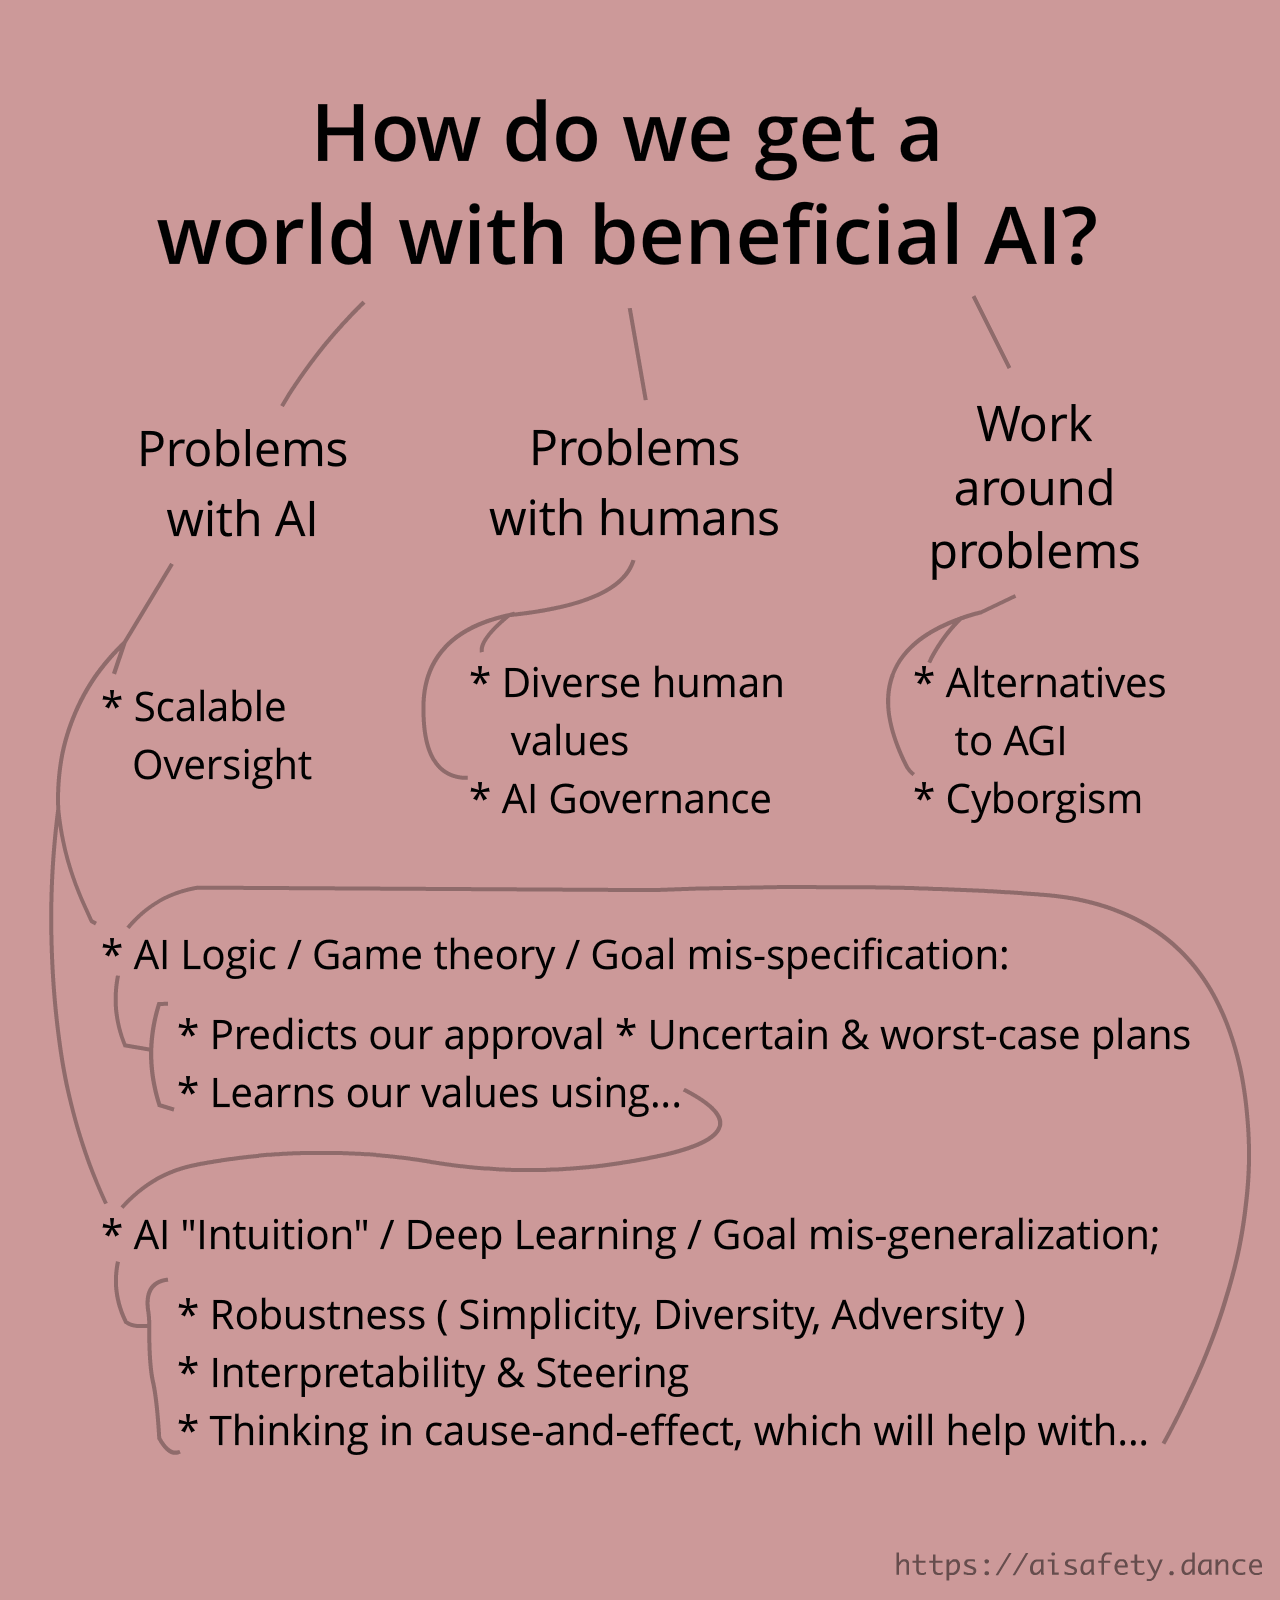 How do we get a
world with beneficial AI?
Problems
with AI
Problems
with humans
Work
around
problems
* Scalable
Oversight
* Diverse human
values
* AI Governance
* Alternatives
to AGI
* Cyborgism
* AI Logic / Game theory / Goal mis-specification:
* Predicts our approval * Uncertain & worst-case plans
* Learns our values using...
* AI "Intuition" / Deep Learning / Goal mis-generalization;
* Robustness ( Simplicity, Diversity, Adversity )
* Interpretability & Steering
* Thinking in cause-and-effect, which will help with...
https://aisafety.dance